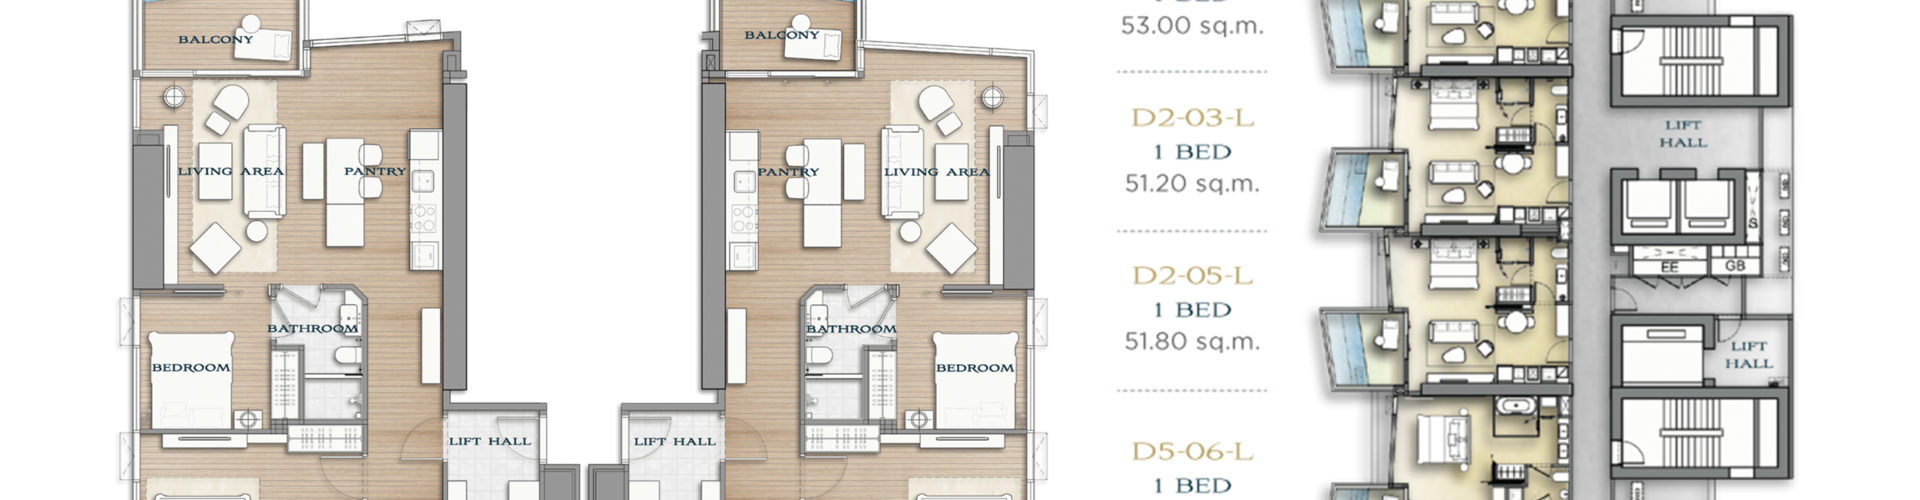 BALCONY
LIVING AREA
PANTRY
BATHROOM
BEDROOM
LIFT HALL
BALCONY
PANTRY
LIVING AREA
BATHROOM
BEDROOM
LIFT HALL
1 BED
53.00 sq.m.
D2-03-L
1 BED
51.20 sq.m.
D2-05-L
1 BED
51.80 sq.m.
D5-06-L
1 BED
LIFT
HALL
S
EE
GB
LIFT
HALL